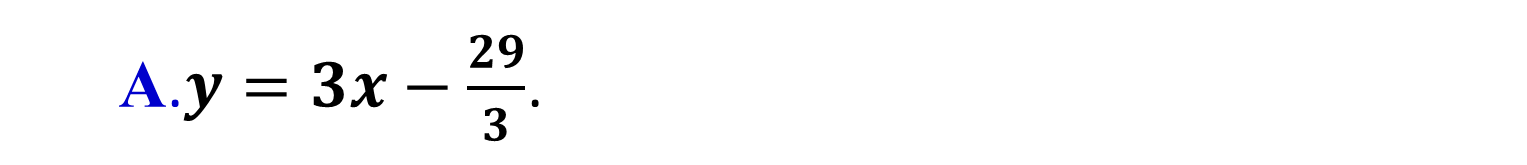 A. y = 3x − 29/3.